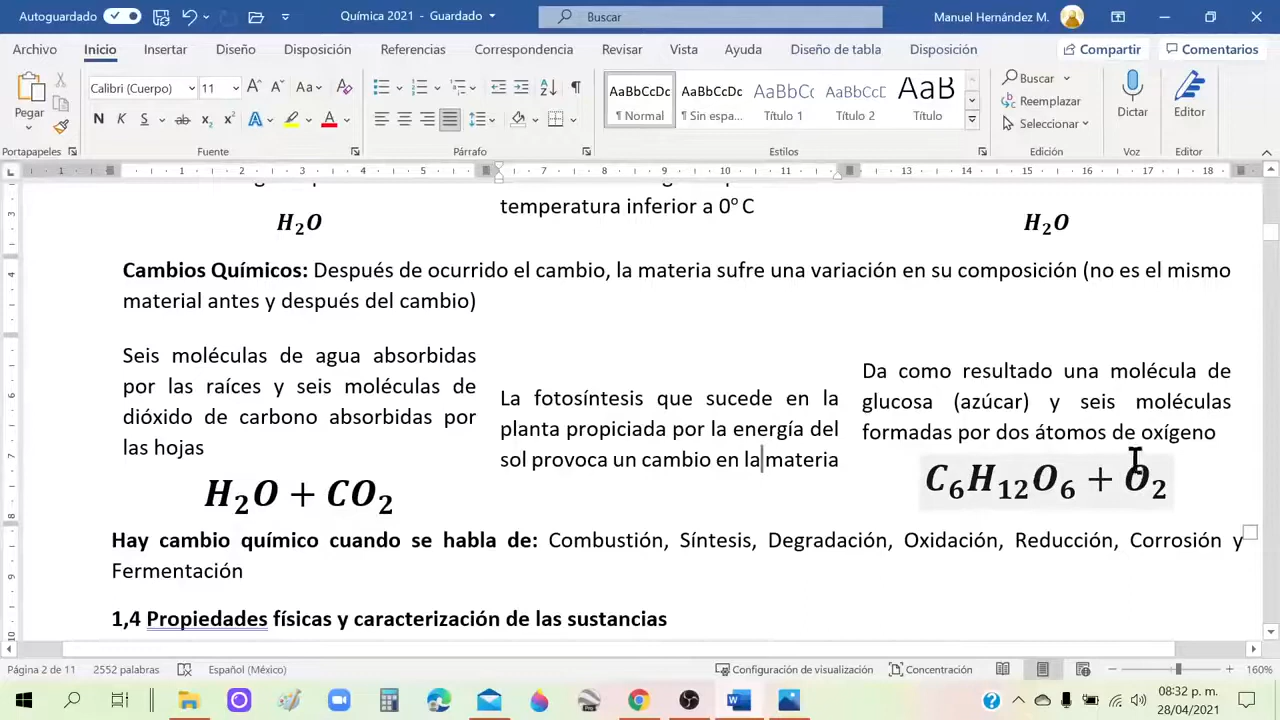 Autoguardado
Química 2021 - Guardado
Buscar
Manuel Hernández M.
Archivo Inicio Insertar Diseño Disposición Referencias Correspondencia Revisar Vista Ayuda Diseño de tabla Disposición Compartir Comentarios
Pegar
Portapapeles
Calibri (Cuerpo) 11
N K S
Fuente
Párrafo
AaBbCcDc ¶ Normal
AaBbCcDc ¶ Sin espa...
AaBbCc Título 1
AaBbCcD Título 2
AaB Título
Estilos
Buscar
Reemplazar
Seleccionar
Edición
Dictar
Voz
Editor
Editor
temperatura inferior a 0° C
H₂O
H₂O
Cambios Químicos: Después de ocurrido el cambio, la materia sufre una variación en su composición (no es el mismo
material antes y después del cambio)
Seis moléculas de agua absorbidas
por las raíces y seis moléculas de
dióxido de carbono absorbidas por
las hojas
H₂O + CO₂
La fotosíntesis que sucede en la
planta propiciada por la energía del
sol provoca un cambio en la materia
Da como resultado una molécula de
glucosa (azúcar) y seis moléculas
formadas por dos átomos de oxígeno
C₆H₁₂O₆ + O₂
Hay cambio químico cuando se habla de: Combustión, Síntesis, Degradación, Oxidación, Reducción, Corrosión y
Fermentación
1,4 Propiedades físicas y caracterización de las sustancias
Página 2 de 11 2552 palabras Español (México) Configuración de visualización Concentración 160%
08:32 p. m.
28/04/2021